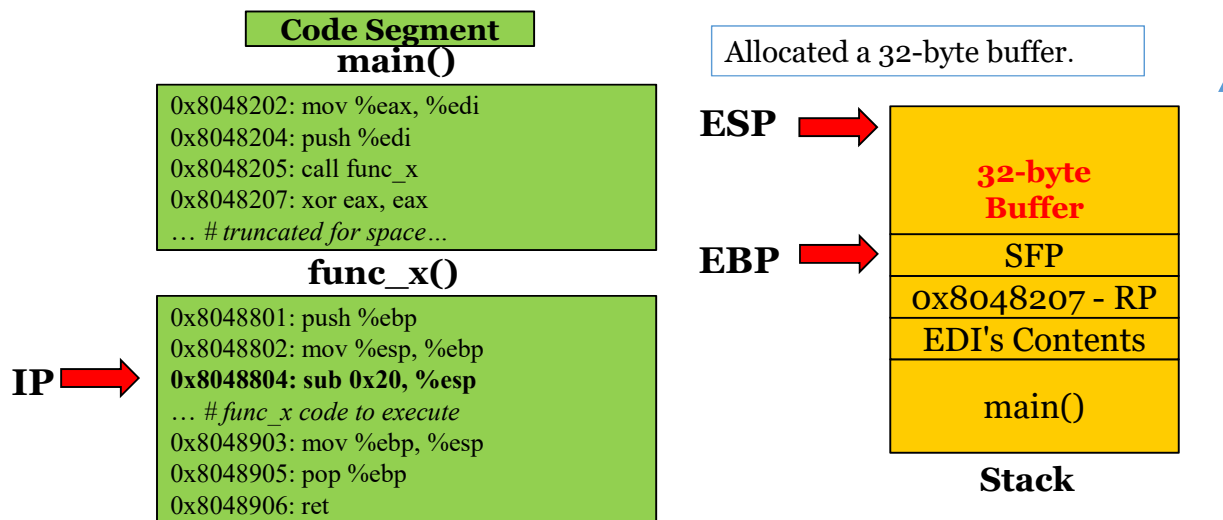 Code Segment
main()
0x8048202: mov %eax, %edi
0x8048204: push %edi
0x8048205: call func_x
0x8048207: xor eax, eax
… # truncated for space…
func_x()
0x8048801: push %ebp
0x8048802: mov %esp, %ebp
0x8048804: sub 0x20, %esp
… # func_x code to execute
0x8048903: mov %ebp, %esp
0x8048905: pop %ebp
0x8048906: ret
IP
Allocated a 32-byte buffer.
ESP
32-byte
Buffer
EBP
SFP
0x8048207 - RP
EDI's Contents
main()
Stack